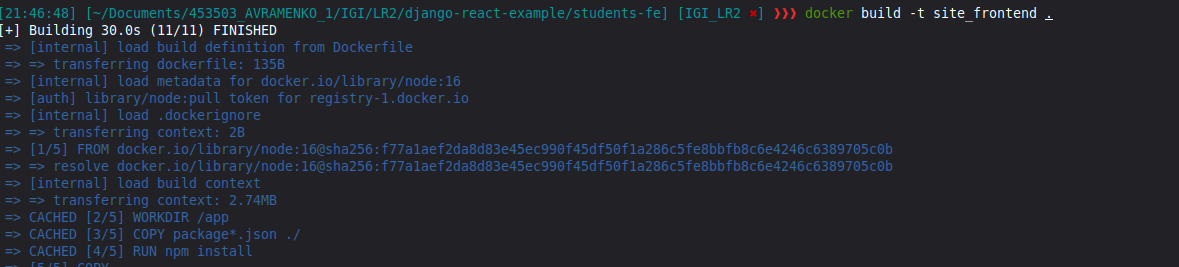 [21:46:48] [~/Documents/453503_AVRAMENKO_1/IGI/LR2/django-react-example/students-fe] [IGI_LR2 ✖] ❯❯❯ docker build -t site_frontend .
[+] Building 30.0s (11/11) FINISHED
=> [internal] load build definition from Dockerfile
=> => transferring dockerfile: 135B
=> [internal] load metadata for docker.io/library/node:16
=> [auth] library/node:pull token for registry-1.docker.io
=> [internal] load .dockerignore
=> => transferring context: 2B
=> [1/5] FROM docker.io/library/node:16@sha256:f77a1aef2da8d83e45ec990f45df50f1a286c5fe8bbfb8c6e4246c6389705c0b
=> => resolve docker.io/library/node:16@sha256:f77a1aef2da8d83e45ec990f45df50f1a286c5fe8bbfb8c6e4246c6389705c0b
=> [internal] load build context
=> => transferring context: 2.74MB
=> CACHED [2/5] WORKDIR /app
=> CACHED [3/5] COPY package*.json ./
=> CACHED [4/5] RUN npm install
=> [5/5] COPY